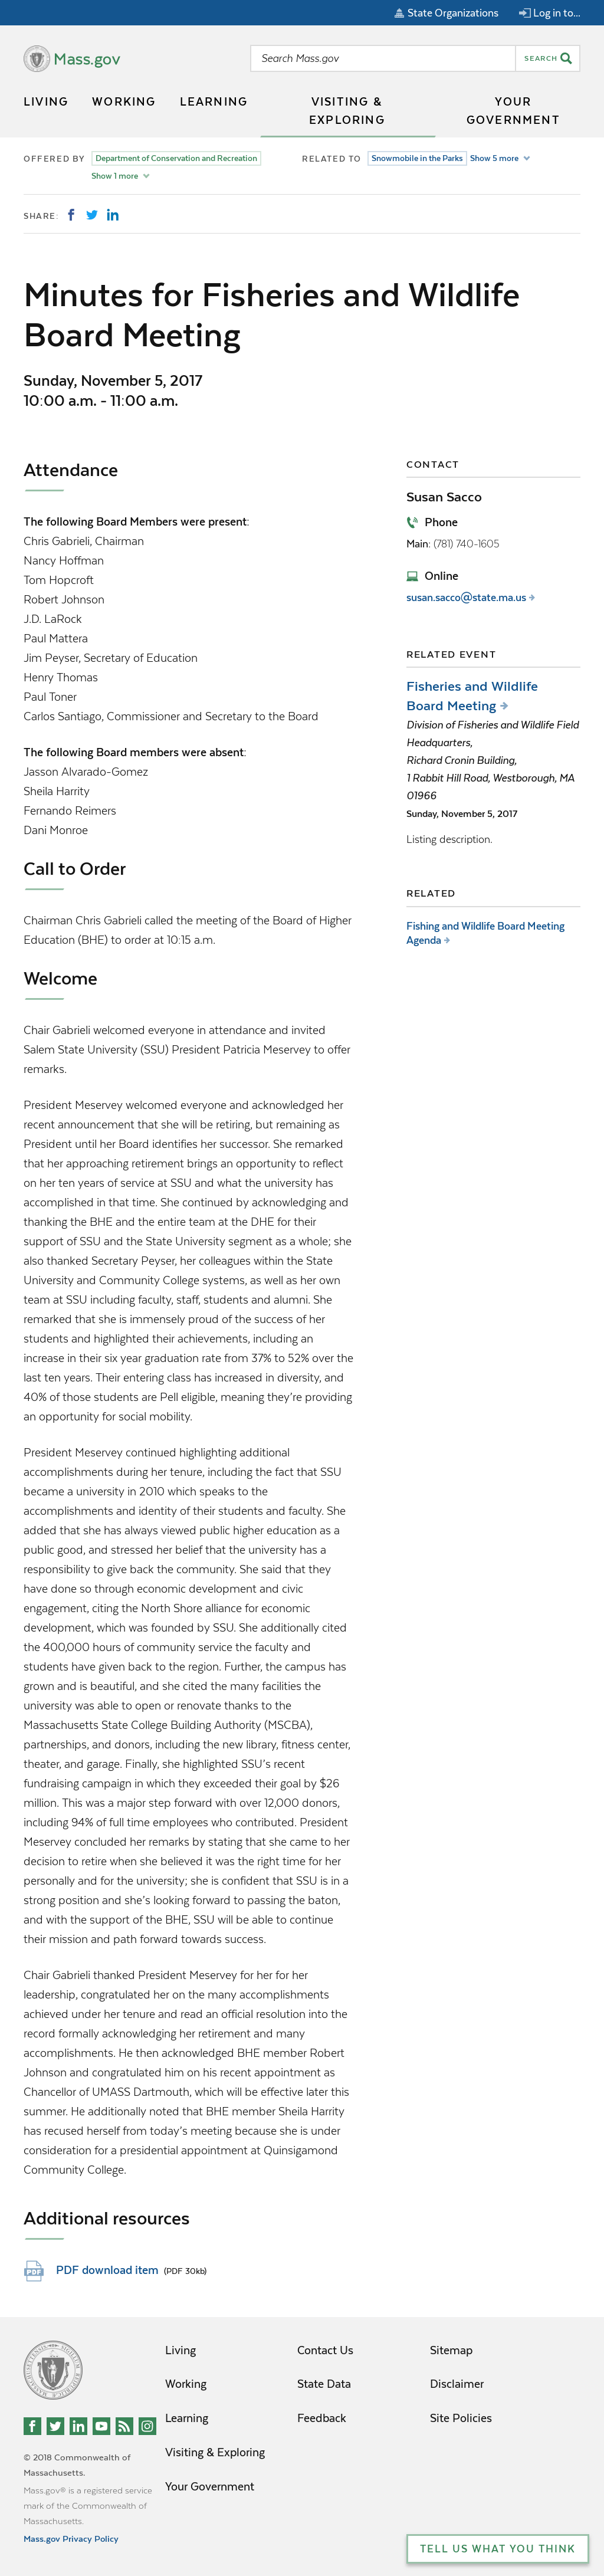 State Organizations
Log in to...
Mass.gov
Search Mass.gov
SEARCH
LIVING
WORKING
LEARNING
VISITING &
EXPLORING
YOUR
GOVERNMENT
OFFERED BY
Department of Conservation and Recreation
Show 1 more
RELATED TO
Snowmobile in the Parks
Show 5 more
SHARE:
Minutes for Fisheries and Wildlife
Board Meeting
Sunday, November 5, 2017
10:00 a.m. - 11:00 a.m.
Attendance
The following Board Members were present:
Chris Gabrieli, Chairman
Nancy Hoffman
Tom Hopcroft
Robert Johnson
J.D. LaRock
Paul Mattera
Jim Peyser, Secretary of Education
Henry Thomas
Paul Toner
Carlos Santiago, Commissioner and Secretary to the Board
The following Board members were absent:
Jasson Alvarado-Gomez
Sheila Harrity
Fernando Reimers
Dani Monroe
Call to Order
Chairman Chris Gabrieli called the meeting of the Board of Higher
Education (BHE) to order at 10:15 a.m.
Welcome
Chair Gabrieli welcomed everyone in attendance and invited
Salem State University (SSU) President Patricia Meservey to offer
remarks.
President Meservey welcomed everyone and acknowledged her
recent announcement that she will be retiring, but remaining as
President until her Board identifies her successor. She remarked
that her approaching retirement brings an opportunity to reflect
on her ten years of service at SSU and what the university has
accomplished in that time. She continued by acknowledging and
thanking the BHE and the entire team at the DHE for their
support of SSU and the State University segment as a whole; she
also thanked Secretary Peyser, her colleagues within the State
University and Community College systems, as well as her own
team at SSU including faculty, staff, students and alumni. She
remarked that she is immensely proud of the success of her
students and highlighted their achievements, including an
increase in their six year graduation rate from 37% to 52% over the
last ten years. Their entering class has increased in diversity, and
40% of those students are Pell eligible, meaning they’re providing
an opportunity for social mobility.
President Meservey continued highlighting additional
accomplishments during her tenure, including the fact that SSU
became a university in 2010 which speaks to the
accomplishments and identity of their students and faculty. She
added that she has always viewed public higher education as a
public good, and stressed her belief that the university has a
responsibility to give back the community. She said that they
have done so through economic development and civic
engagement, citing the North Shore alliance for economic
development, which was founded by SSU. She additionally cited
the 400,000 hours of community service the faculty and
students have given back to the region. Further, the campus has
grown and is beautiful, and she cited the many facilities the
university was able to open or renovate thanks to the
Massachusetts State College Building Authority (MSCBA),
partnerships, and donors, including the new library, fitness center,
theater, and garage. Finally, she highlighted SSU’s recent
fundraising campaign in which they exceeded their goal by $26
million. This was a major step forward with over 12,000 donors,
including 94% of full time employees who contributed. President
Meservey concluded her remarks by stating that she came to her
decision to retire when she believed it was the right time for her
personally and for the university; she is confident that SSU is in a
strong position and she’s looking forward to passing the baton,
and with the support of the BHE, SSU will be able to continue
their mission and path forward towards success.
Chair Gabrieli thanked President Meservey for her for her
leadership, congratulated her on the many accomplishments
achieved under her tenure and read an official resolution into the
record formally acknowledging her retirement and many
accomplishments. He then acknowledged BHE member Robert
Johnson and congratulated him on his recent appointment as
Chancellor of UMASS Dartmouth, which will be effective later this
summer. He additionally noted that BHE member Sheila Harrity
has recused herself from today’s meeting because she is under
consideration for a presidential appointment at Quinsigamond
Community College.
Additional resources
PDF
PDF download item (PDF 30kb)
CONTACT
Susan Sacco
Phone
Main: (781) 740-1605
Online
susan.sacco@state.ma.us
RELATED EVENT
Fisheries and Wildlife
Board Meeting
Division of Fisheries and Wildlife Field
Headquarters,
Richard Cronin Building,
1 Rabbit Hill Road, Westborough, MA
01966
Sunday, November 5, 2017
Listing description.
RELATED
Fishing and Wildlife Board Meeting
Agenda
Living
Working
Learning
Visiting & Exploring
Your Government
Contact Us
State Data
Feedback
Sitemap
Disclaimer
Site Policies
© 2018 Commonwealth of
Massachusetts.
Mass.gov® is a registered service
mark of the Commonwealth of
Massachusetts.
Mass.gov Privacy Policy
TELL US WHAT YOU THINK